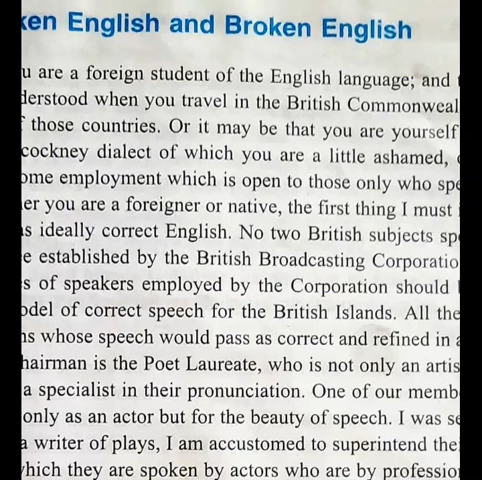 ken English and Broken English
u are a foreign student of the English language; and
derstood when you travel in the British Commonweal
those countries. Or it may be that you are yourself
cockney dialect of which you are a little ashamed,
ome employment which is open to those only who spe
er you are a foreigner or native, the first thing I must
as ideally correct English. No two British subjects sp
e established by the British Broadcasting Corporatio
s of speakers employed by the Corporation should
odel of correct speech for the British Islands. All the
ns whose speech would pass as correct and refined in a
hairman is the Poet Laureate, who is not only an artis
a specialist in their pronunciation. One of our memb
only as an actor but for the beauty of speech. I was se
a writer of plays, I am accustomed to superintend the
which they are spoken by actors who are by professio